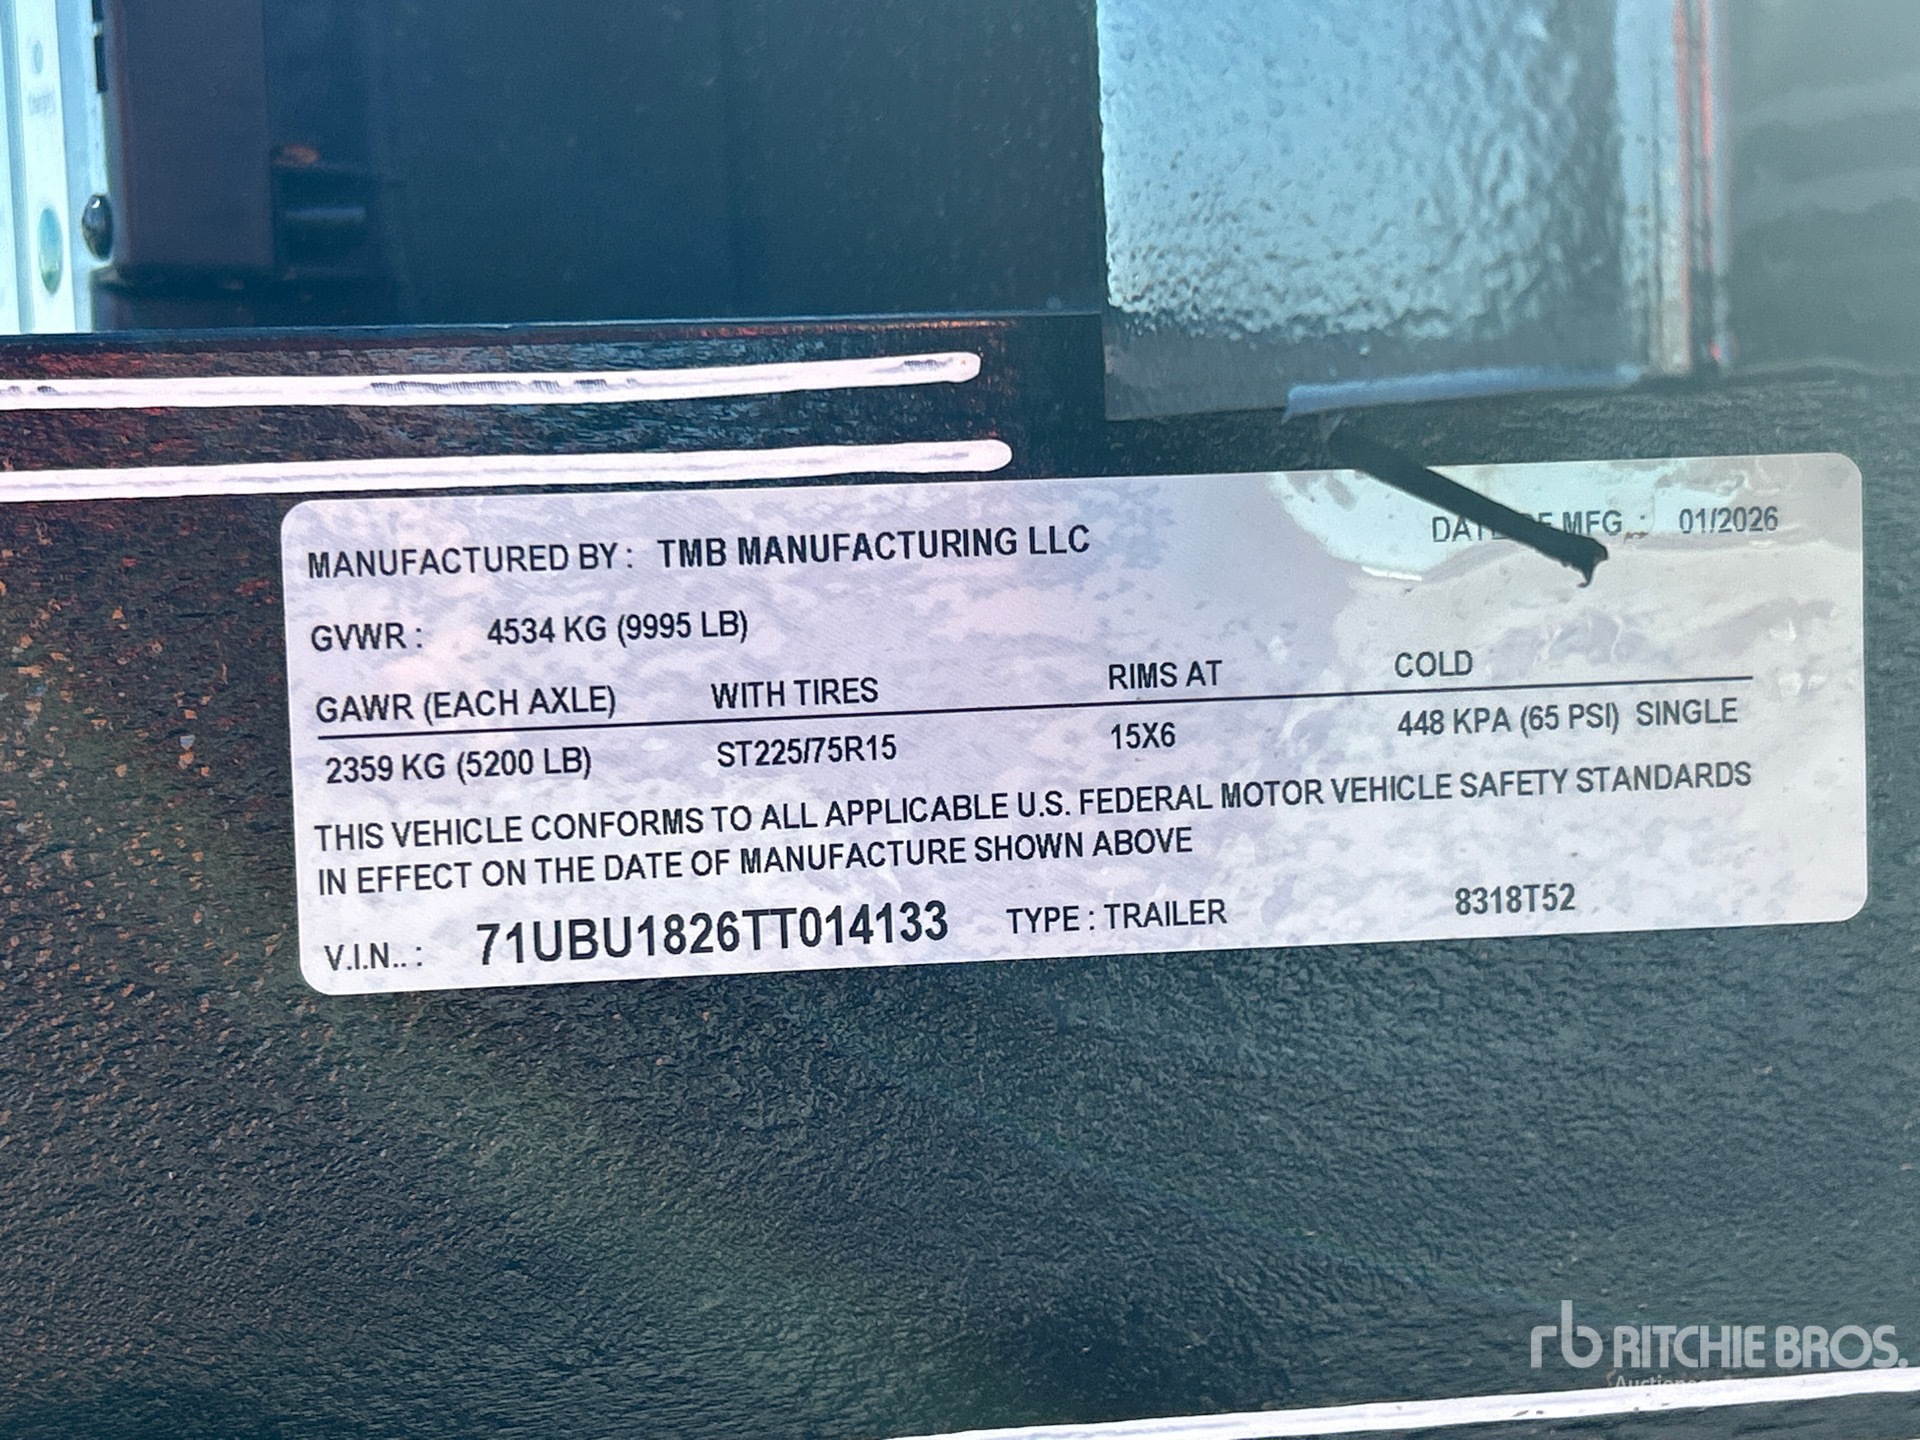 MANUFACTURED BY : TMB MANUFACTURING LLC
DATE OF MFG. : 01/2026
GVWR : 4534 KG (9995 LB)
GAWR (EACH AXLE) WITH TIRES RIMS AT COLD
2359 KG (5200 LB) ST225/75R15 15X6 448 KPA (65 PSI) SINGLE
THIS VEHICLE CONFORMS TO ALL APPLICABLE U.S. FEDERAL MOTOR VEHICLE SAFETY STANDARDS
IN EFFECT ON THE DATE OF MANUFACTURE SHOWN ABOVE
V.I.N.. : 71UBU1826TT014133 TYPE : TRAILER 8318T52
rb RITCHIE BROS.